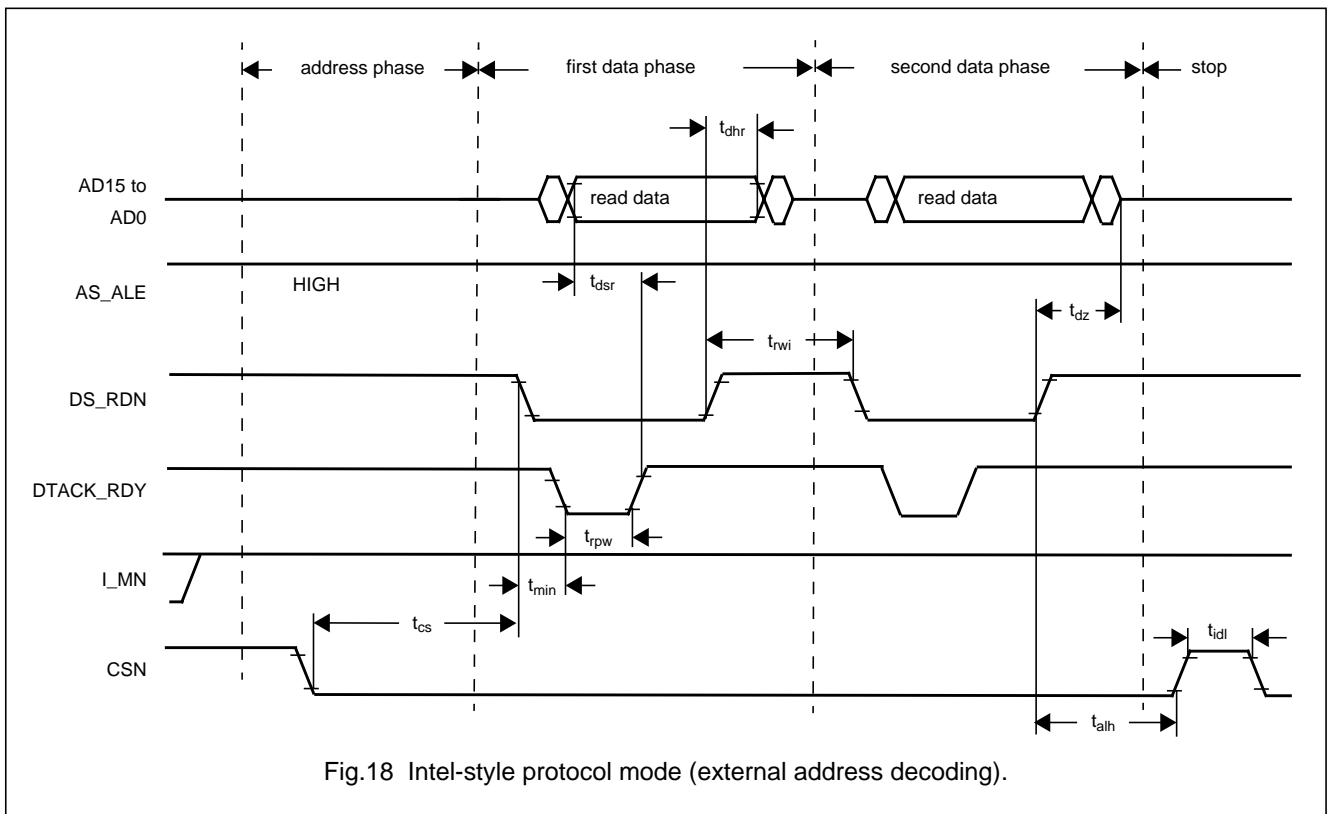 address phase first data phase second data phase stop
t_dhr
AD15 to
AD0
read data read data
AS_ALE
HIGH
t_dsr
t_dz
t_rwi
DS_RDN
DTACK_RDY
t_rpw
I_MN
t_min
t_cs
t_idl
CSN
t_alh
Fig.18 Intel-style protocol mode (external address decoding).